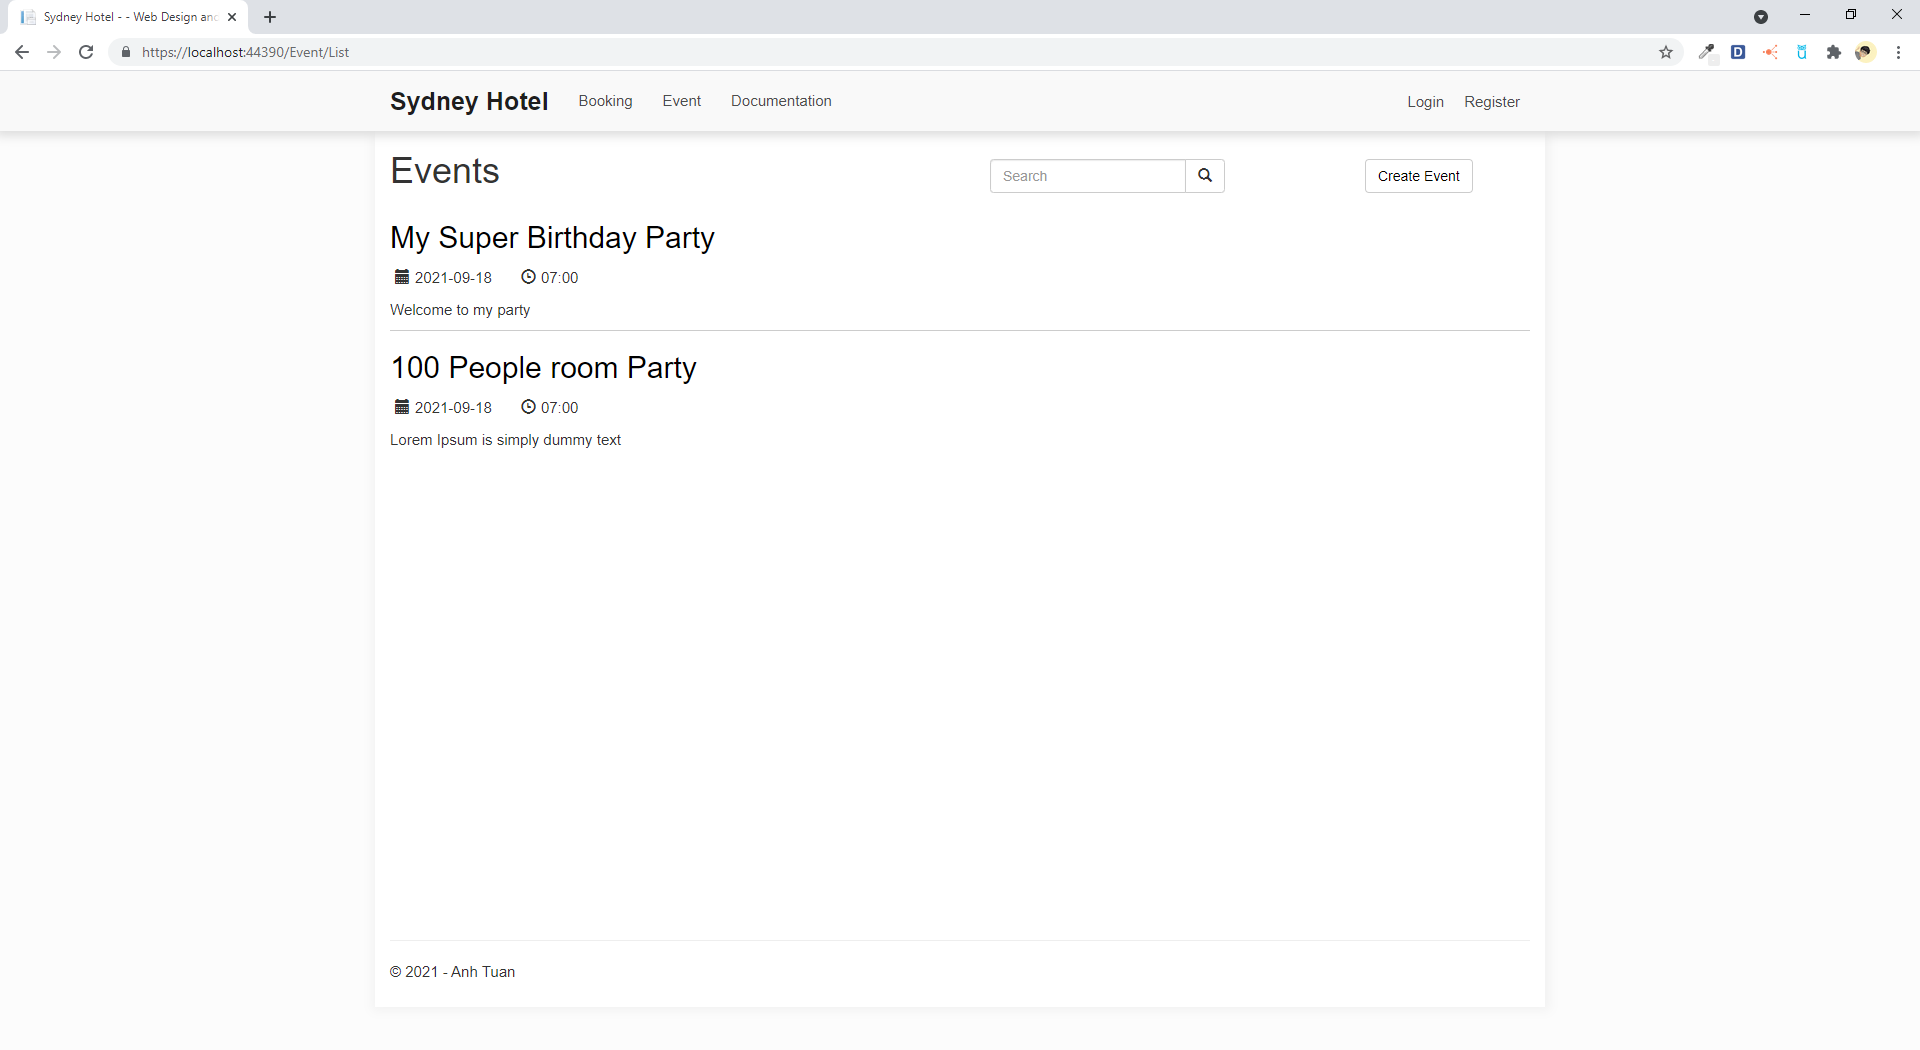 Sydney Hotel - - Web Design an
https://localhost:44390/Event/List
D
Sydney Hotel Booking Event Documentation Login Register
Events Search Create Event
My Super Birthday Party
2021-09-18 07:00
Welcome to my party
100 People room Party
2021-09-18 07:00
Lorem Ipsum is simply dummy text
© 2021 - Anh Tuan